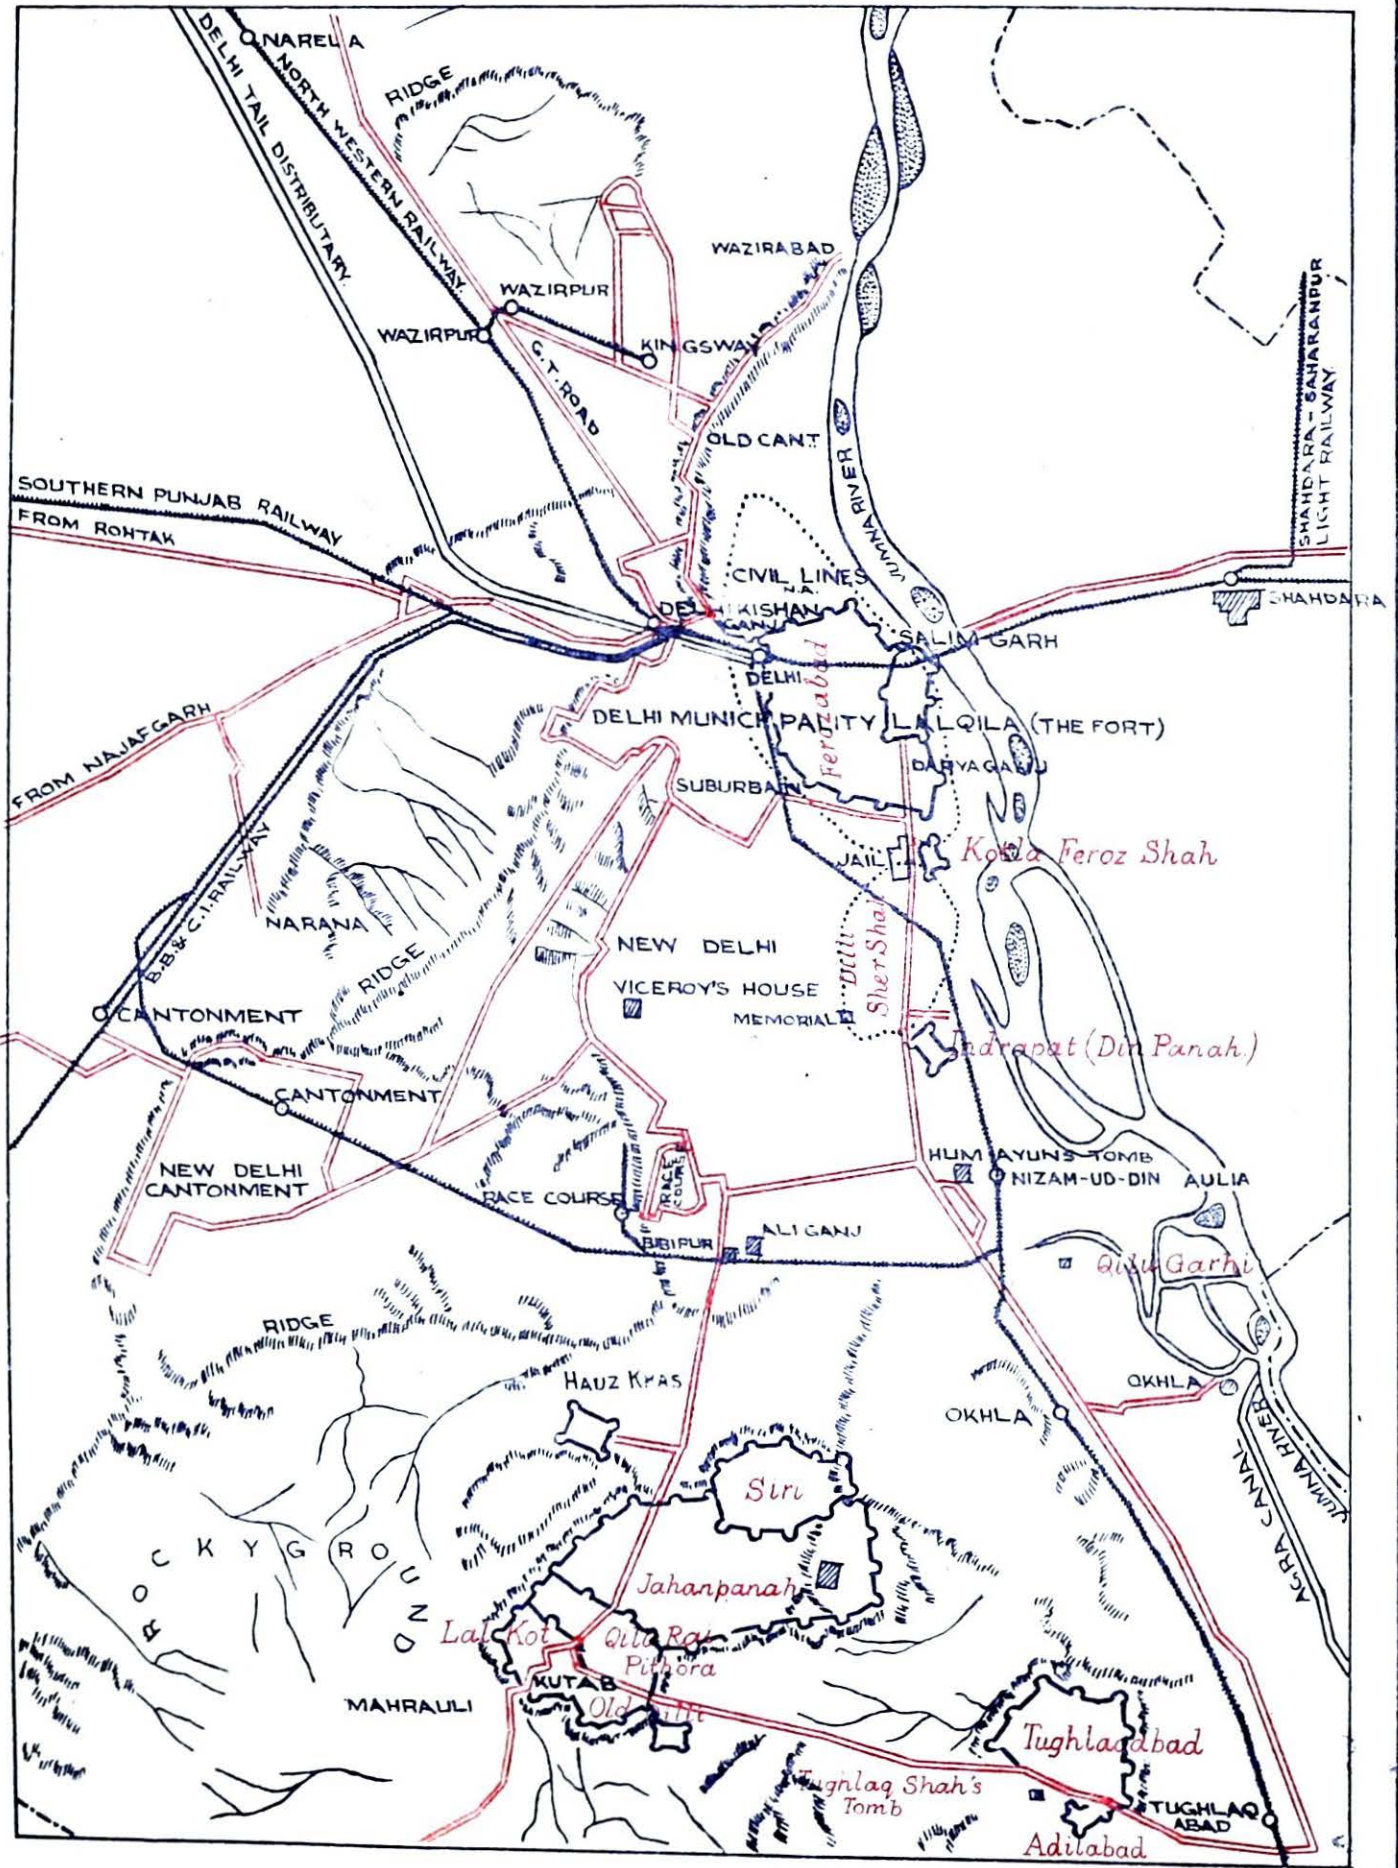 NARELA
DELHI TAIL DISTRIBUTARY.
NORTH WESTERN RAILWAY.
RIDGE
WAZIRABAD
WAZIRPUR
WAZIRPUR
KINGSWAY
G.T. ROAD
OLD CANT.
JUMNA RIVER
JUMNA RIVER
SHAHDARA-SAHARANPUR
LIGHT RAILWAY.
SOUTHERN PUNJAB RAILWAY
FROM ROHTAK
CIVIL LINES
N.A.
DELHI KISHAN
GANJ
SHAHDARA
SALIM GARH
DELHI
Ferozabad
DELHI MUNICIPALITY
LAL QILA (THE FORT)
FROM NAJAFGARH
DARYAGANJ
SUBURBAN
JAIL
Kotla Feroz Shah
B.B. & C.I. RAILWAY
NARANA
RIDGE
NEW DELHI
Dilli
Sher Shah
VICEROY'S HOUSE
MEMORIAL
CANTONMENT
Indrapat (Din Panah.)
CANTONMENT
NEW DELHI
CANTONMENT
HUMAYUN'S TOMB
NIZAM-UD-DIN AULIA
RACE COURSE
RACE
COURSE
BIBIPUR
ALI GANJ
Qilu Garhi
RIDGE
HAUZ KHAS
OKHLA
OKHLA
AGRA CANAL
JUMNA RIVER
Siri
ROCKY GROUND
Jahanpanah
Lal Kot
Qila Rai
Pithora
KUTAB
MAHRAULI
Old Dilli
Tughlaqabad
Tughlaq Shah's
Tomb
TUGHLAQ
ABAD
Adilabad